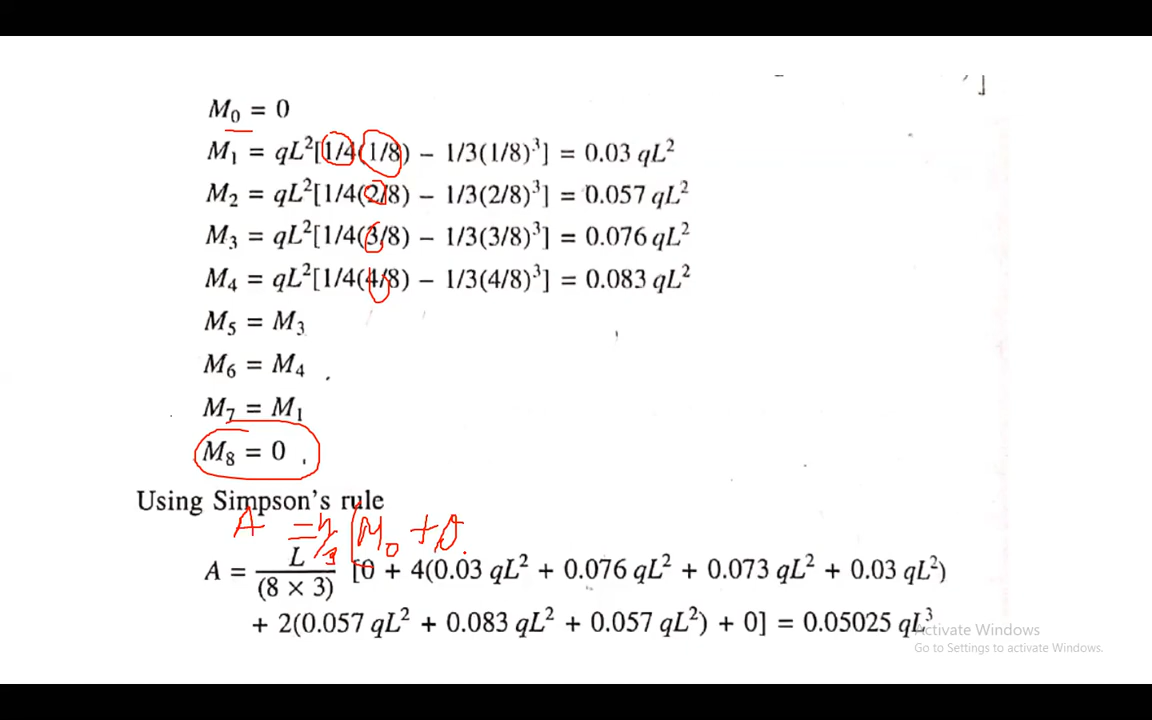 M₀ = 0
M₁ = qL²[1/4(1/8) − 1/3(1/8)³] = 0.03 qL²
M₂ = qL²[1/4(2/8) − 1/3(2/8)³] = 0.057 qL²
M₃ = qL²[1/4(3/8) − 1/3(3/8)³] = 0.076 qL²
M₄ = qL²[1/4(4/8) − 1/3(4/8)³] = 0.083 qL²
M₅ = M₃
M₆ = M₄
M₇ = M₁
M₈ = 0
Using Simpson's rule
A = h/3 [M₀ + 
A = L/(8 × 3) [0 + 4(0.03 qL² + 0.076 qL² + 0.073 qL² + 0.03 qL²)
+ 2(0.057 qL² + 0.083 qL² + 0.057 qL²) + 0] = 0.05025 qL³
Activate Windows
Go to Settings to activate Windows.